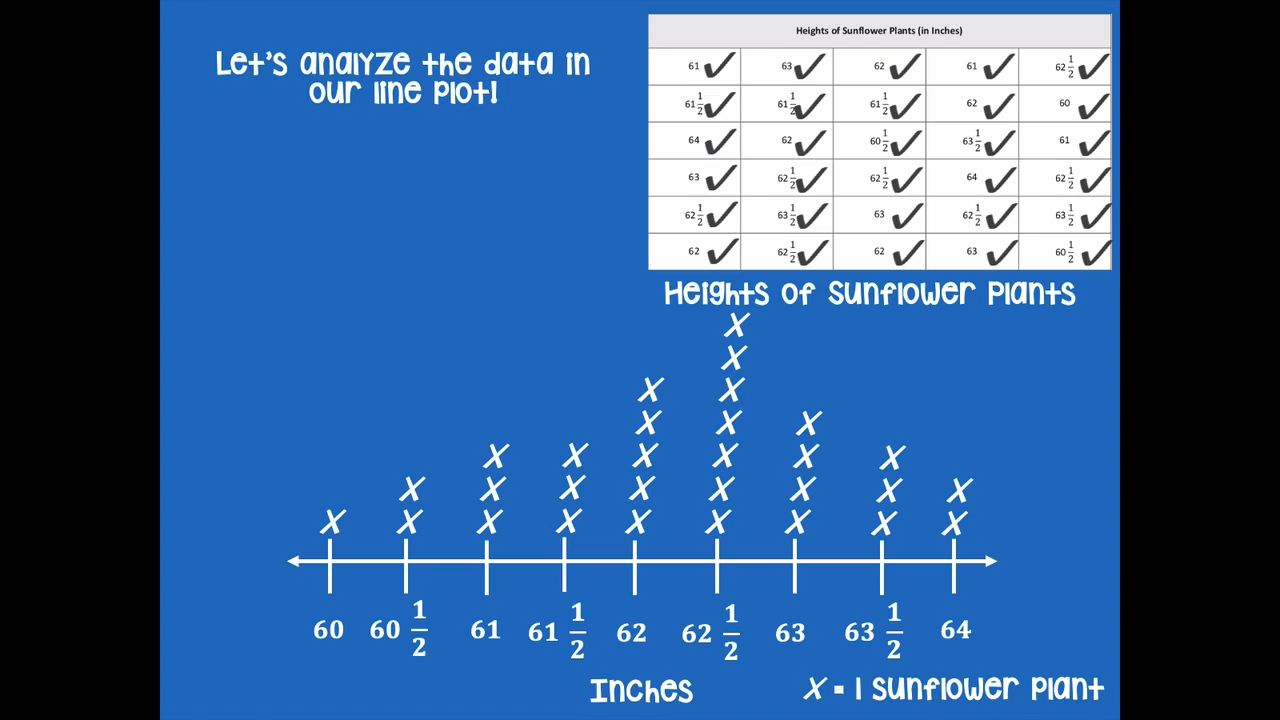 Let's analyze the data in
our line plot!
Heights of Sunflower Plants (in Inches)
61 63 62 61 62 1/2
61 1/2 61 1/2 61 1/2 62 60
64 62 60 1/2 63 1/2 61
63 62 1/2 62 1/2 64 62 1/2
62 1/2 63 1/2 63 62 1/2 63 1/2
62 62 1/2 62 63 60 1/2
Heights of Sunflower Plants
X
X
X X
X X X
X X X X X X
X X X X X X X X
X X X X X X X X X
60 60 1/2 61 61 1/2 62 62 1/2 63 63 1/2 64
Inches
X = 1 Sunflower Plant